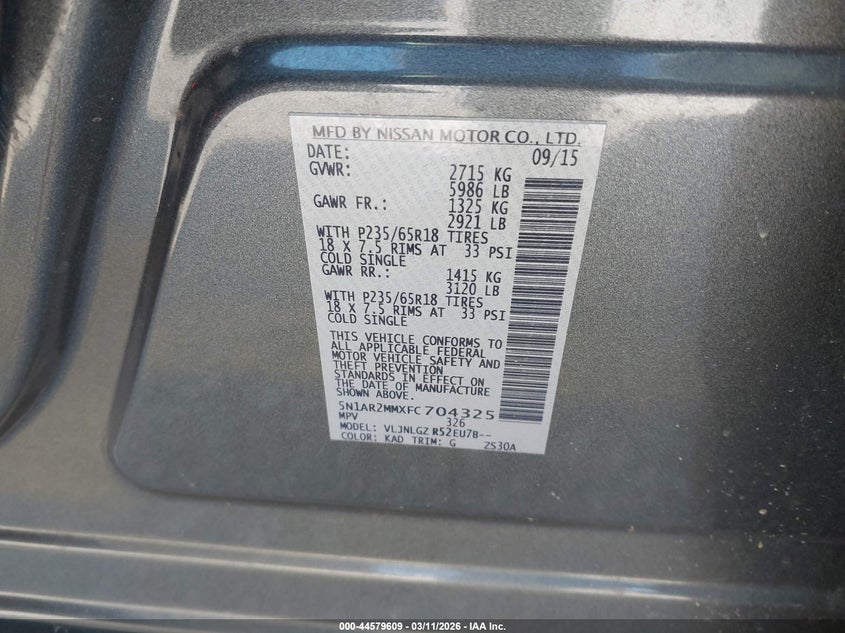 MFD BY NISSAN MOTOR CO., LTD.
DATE: 09/15
GVWR: 2715 KG
5986 LB
GAWR FR.: 1325 KG
2921 LB
WITH P235/65R18 TIRES
18 X 7.5 RIMS AT 33 PSI
COLD SINGLE
GAWR RR.: 1415 KG
3120 LB
WITH P235/65R18 TIRES
18 X 7.5 RIMS AT 33 PSI
COLD SINGLE
THIS VEHICLE CONFORMS TO
ALL APPLICABLE FEDERAL
MOTOR VEHICLE SAFETY AND
THEFT PREVENTION
STANDARDS IN EFFECT ON
THE DATE OF MANUFACTURE
SHOWN ABOVE.
5N1AR2MMXFC704325
MPV 326
MODEL: VLJNLGZ R52EU7B--
COLOR: KAD TRIM: G ZS30A
000-44579609 - 03/11/2026 - IAA Inc.